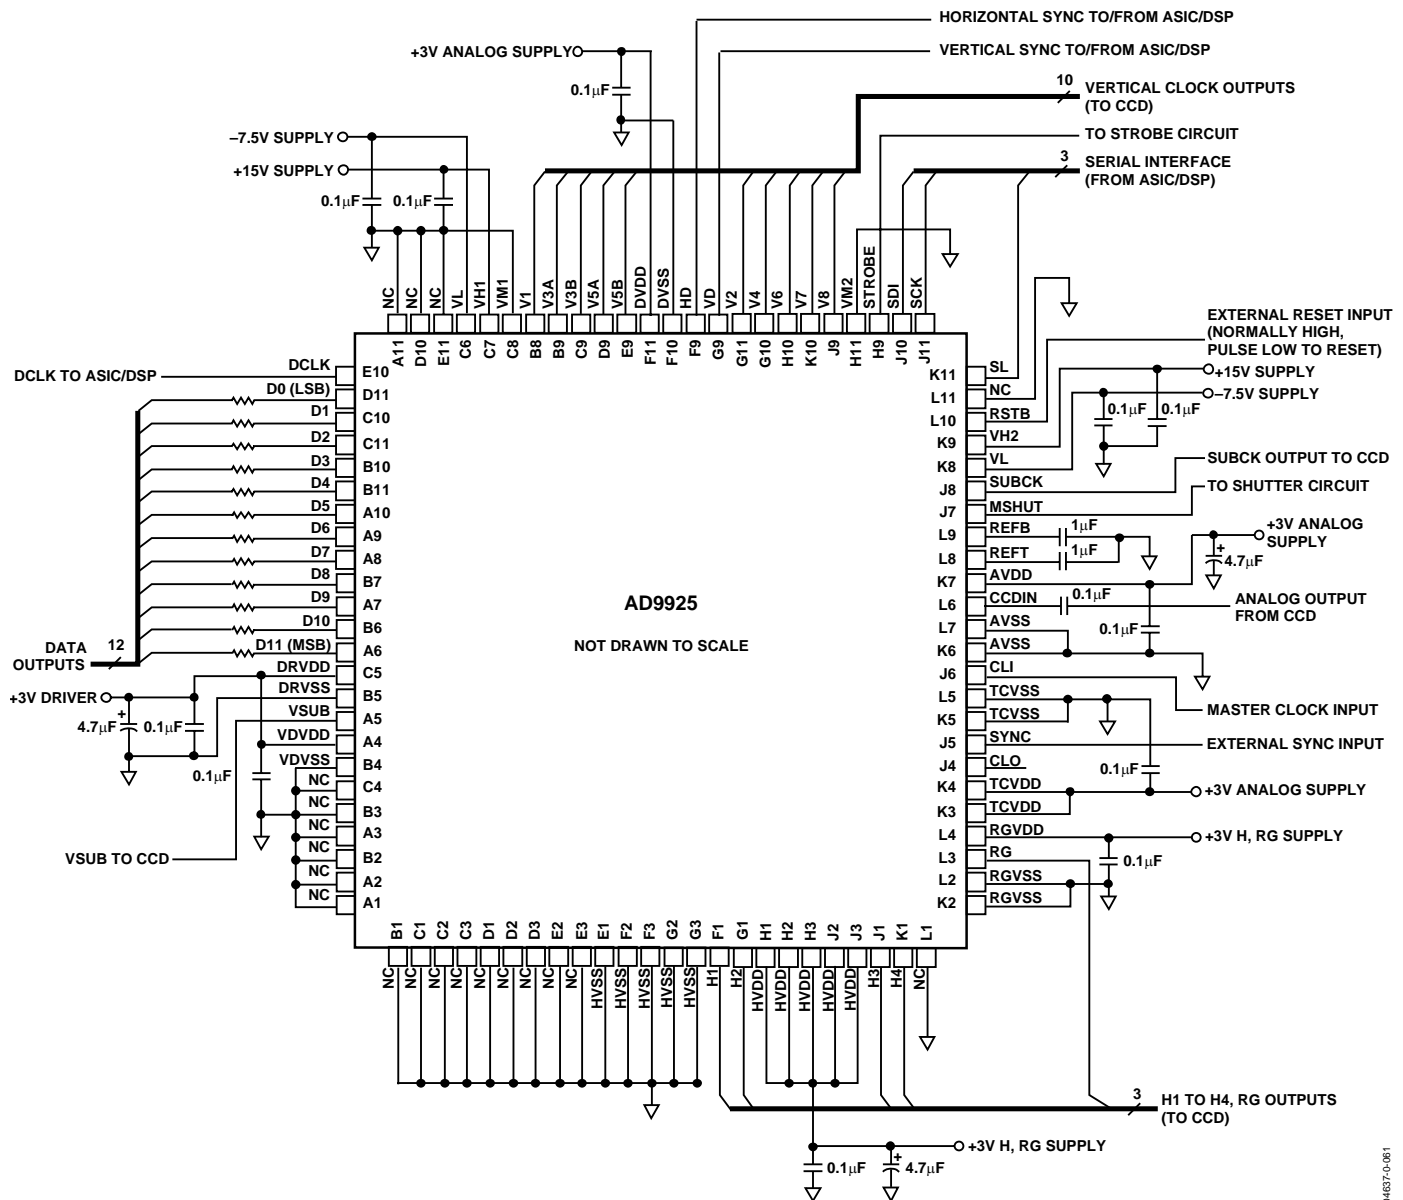 HORIZONTAL SYNC TO/FROM ASIC/DSP
+3V ANALOG SUPPLY
VERTICAL SYNC TO/FROM ASIC/DSP
0.1µF
10
VERTICAL CLOCK OUTPUTS
(TO CCD)
–7.5V SUPPLY
TO STROBE CIRCUIT
+15V SUPPLY
3
SERIAL INTERFACE
(FROM ASIC/DSP)
0.1µF
0.1µF
NC
NC
NC
VL
VH1
VM1
V1
V3A
V3B
V5A
V5B
DVDD
DVSS
HD
VD
V2
V4
V6
V7
V8
VM2
STROBE
SDI
SCK
A11
D10
E11
C6
C7
C8
B8
B9
C9
D9
E9
F11
F10
F9
G9
G11
G10
H10
K10
J9
H11
H9
J10
J11
EXTERNAL RESET INPUT
(NORMALLY HIGH,
PULSE LOW TO RESET)
+15V SUPPLY
–7.5V SUPPLY
0.1µF
0.1µF
SUBCK OUTPUT TO CCD
TO SHUTTER CIRCUIT
+3V ANALOG
SUPPLY
4.7µF
1µF
1µF
0.1µF
ANALOG OUTPUT
FROM CCD
0.1µF
MASTER CLOCK INPUT
EXTERNAL SYNC INPUT
0.1µF
+3V ANALOG SUPPLY
+3V H, RG SUPPLY
0.1µF
DCLK TO ASIC/DSP
DCLK
E10
D0 (LSB)
D11
D1
C10
D2
C11
D3
B10
D4
B11
D5
A10
D6
A9
D7
A8
D8
B7
D9
A7
D10
B6
D11 (MSB)
A6
DRVDD
C5
DRVSS
B5
VSUB
A5
VDVDD
A4
VDVSS
B4
NC
C4
NC
B3
NC
A3
NC
B2
NC
A2
NC
A1
DATA
OUTPUTS
12
+3V DRIVER
4.7µF
+
0.1µF
0.1µF
VSUB TO CCD
AD9925
NOT DRAWN TO SCALE
K11
SL
L11
NC
L10
RSTB
K9
VH2
K8
VL
J8
SUBCK
J7
MSHUT
L9
REFB
L8
REFT
K7
AVDD
L6
CCDIN
L7
AVSS
K6
AVSS
J6
CLI
L5
TCVSS
K5
TCVSS
J5
SYNC
J4
CLO
K4
TCVDD
K3
TCVDD
L4
RGVDD
L3
RG
L2
RGVSS
K2
RGVSS
+
B1
C1
C2
C3
D1
D2
D3
E2
E3
E1
F2
F3
G2
G3
F1
G1
H1
H2
H3
J2
J3
J1
K1
L1
NC
NC
NC
NC
NC
NC
NC
NC
NC
HVSS
HVSS
HVSS
HVSS
HVSS
H1
H2
HVDD
HVDD
HVDD
HVDD
HVDD
H3
H4
NC
3
H1 TO H4, RG OUTPUTS
(TO CCD)
+3V H, RG SUPPLY
0.1µF
+
4.7µF